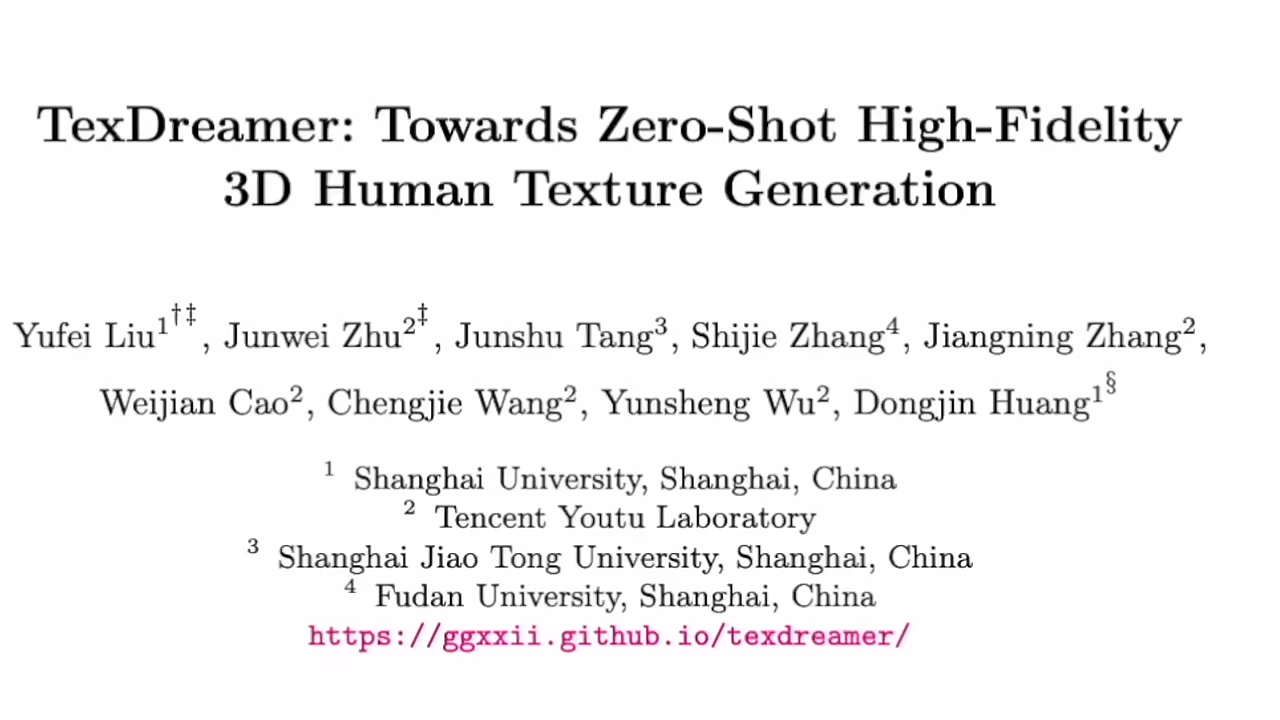 TexDreamer: Towards Zero-Shot High-Fidelity
3D Human Texture Generation
Yufei Liu¹†‡, Junwei Zhu²‡, Junshu Tang³, Shijie Zhang⁴, Jiangning Zhang²,
Weijian Cao², Chengjie Wang², Yunsheng Wu², Dongjin Huang¹§
¹ Shanghai University, Shanghai, China
² Tencent Youtu Laboratory
³ Shanghai Jiao Tong University, Shanghai, China
⁴ Fudan University, Shanghai, China
https://ggxxii.github.io/texdreamer/